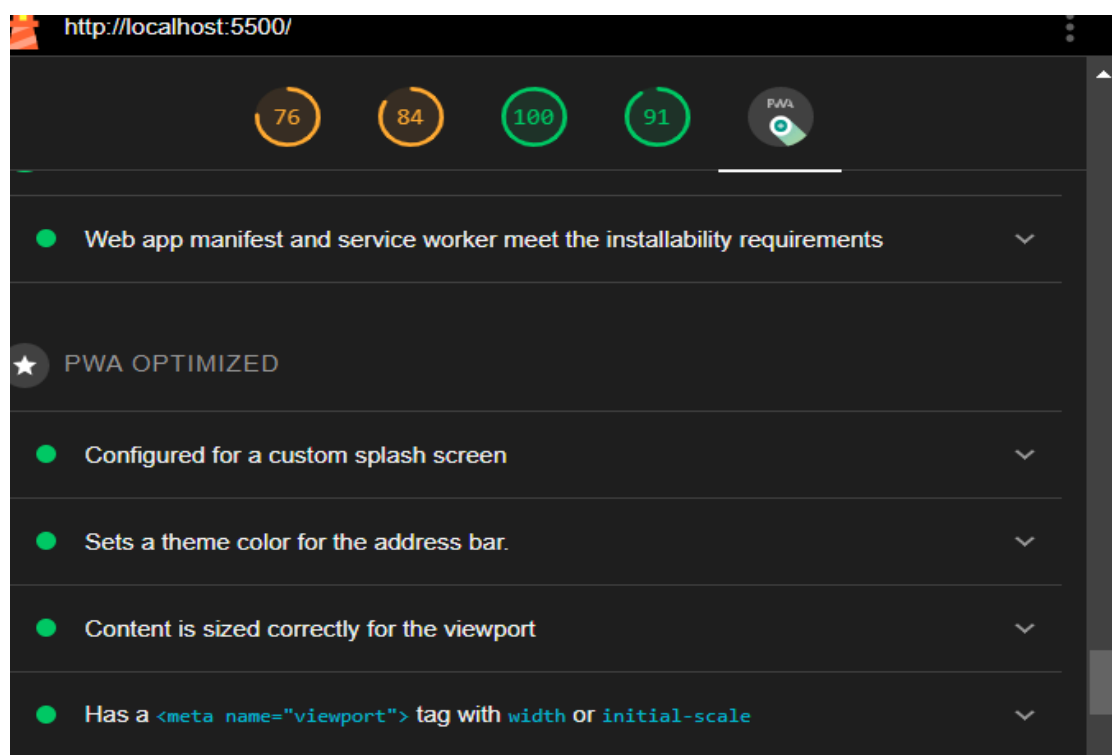 http://localhost:5500/
76 84 100 91 PWA
Web app manifest and service worker meet the installability requirements
PWA OPTIMIZED
Configured for a custom splash screen
Sets a theme color for the address bar.
Content is sized correctly for the viewport
Has a <meta name="viewport"> tag with width or initial-scale